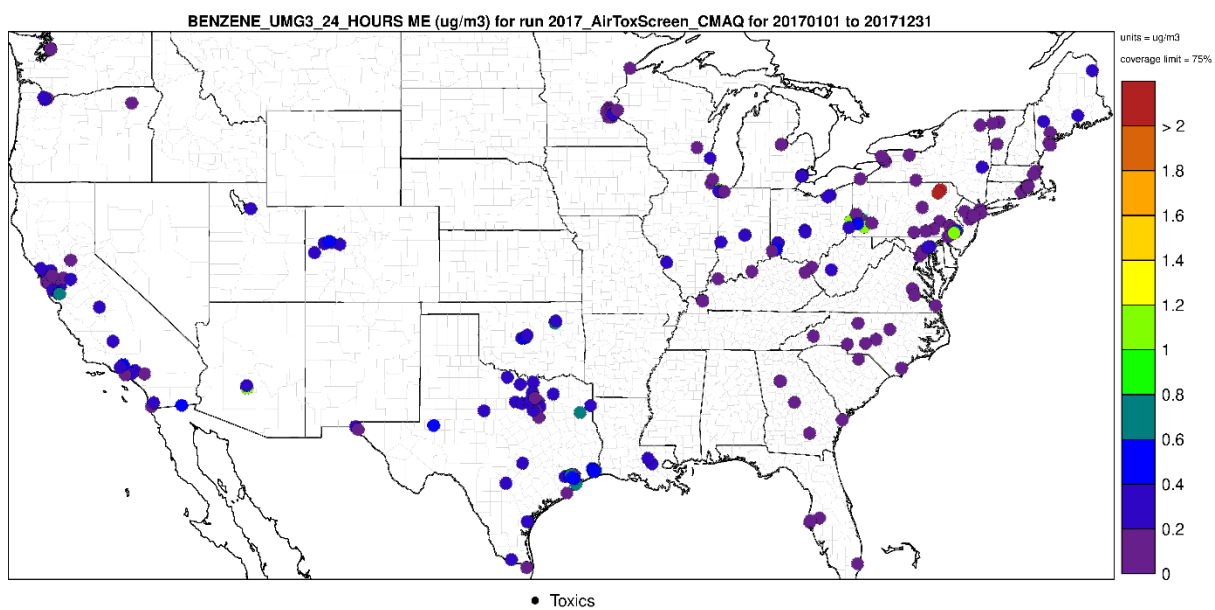 BENZENE_UMG3_24_HOURS ME (ug/m3) for run 2017_AirToxScreen_CMAQ for 20170101 to 20171231
units = ug/m3
coverage limit = 75%
> 2
1.8
1.6
1.4
1.2
1
0.8
0.6
0.4
0.2
0
Toxics